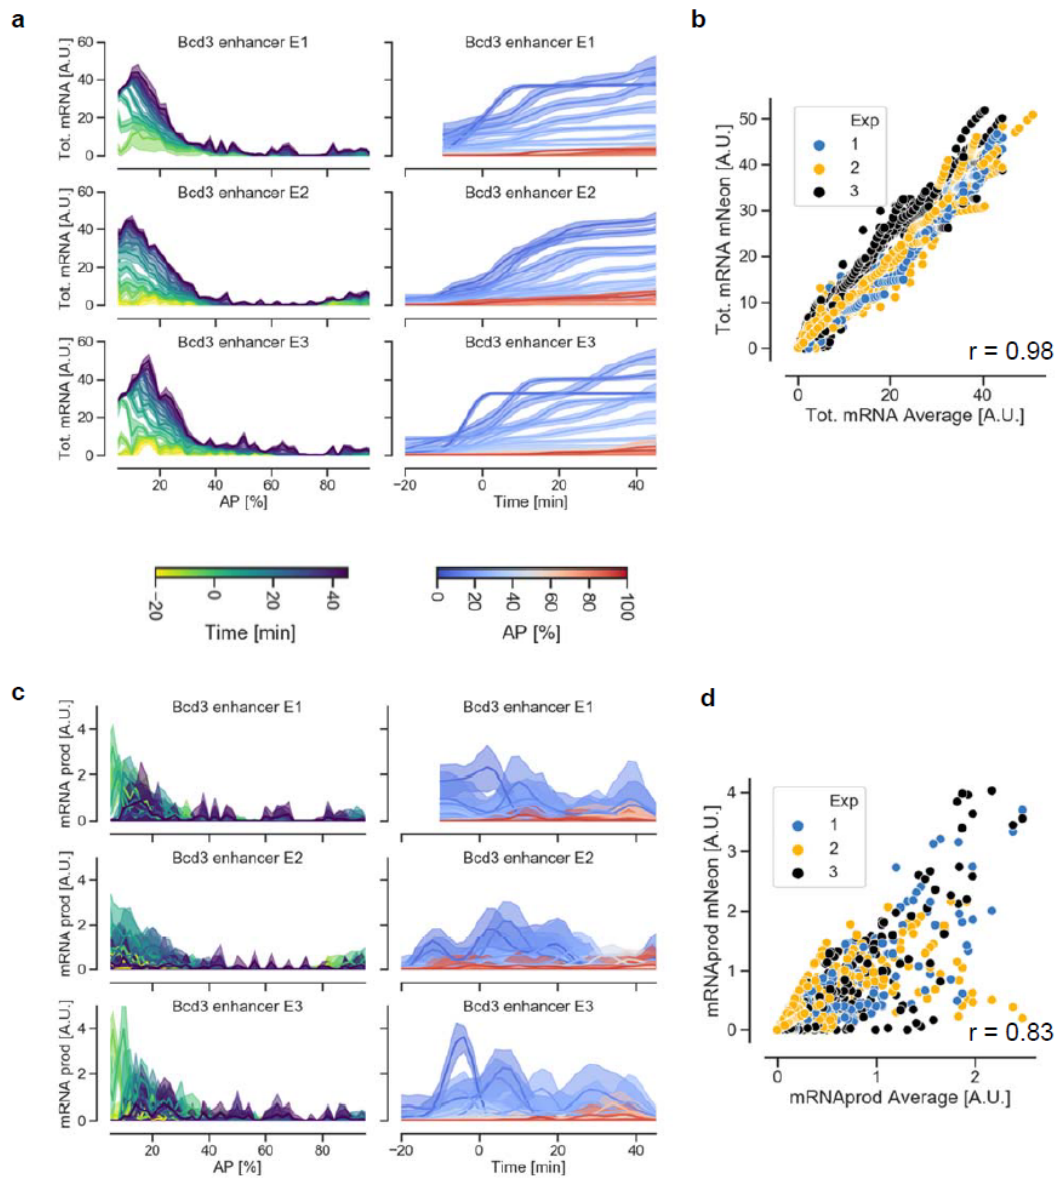 a
Bcd3 enhancer E1
Bcd3 enhancer E1
Tot. mRNA [A.U.]
60
40
20
0
Bcd3 enhancer E2
Bcd3 enhancer E2
Tot. mRNA [A.U.]
60
40
20
0
Bcd3 enhancer E3
Bcd3 enhancer E3
Tot. mRNA [A.U.]
60
40
20
0
20 40 60 80
AP [%]
−20 0 20 40
Time [min]
b
Tot. mRNA mNeon [A.U.]
50
40
30
20
10
0
Exp
1
2
3
r = 0.98
0 20 40
Tot. mRNA Average [A.U.]
20 0 20 40
Time [min]
0 20 40 60 80 100
AP [%]
c
Bcd3 enhancer E1
Bcd3 enhancer E1
mRNA prod [A.U.]
4
2
0
Bcd3 enhancer E2
Bcd3 enhancer E2
mRNA prod [A.U.]
4
2
0
Bcd3 enhancer E3
Bcd3 enhancer E3
mRNA prod [A.U.]
4
2
0
20 40 60 80
AP [%]
−20 0 20 40
Time [min]
d
mRNAprod mNeon [A.U.]
4
3
2
1
0
Exp
1
2
3
r = 0.83
0 1 2
mRNAprod Average [A.U.]